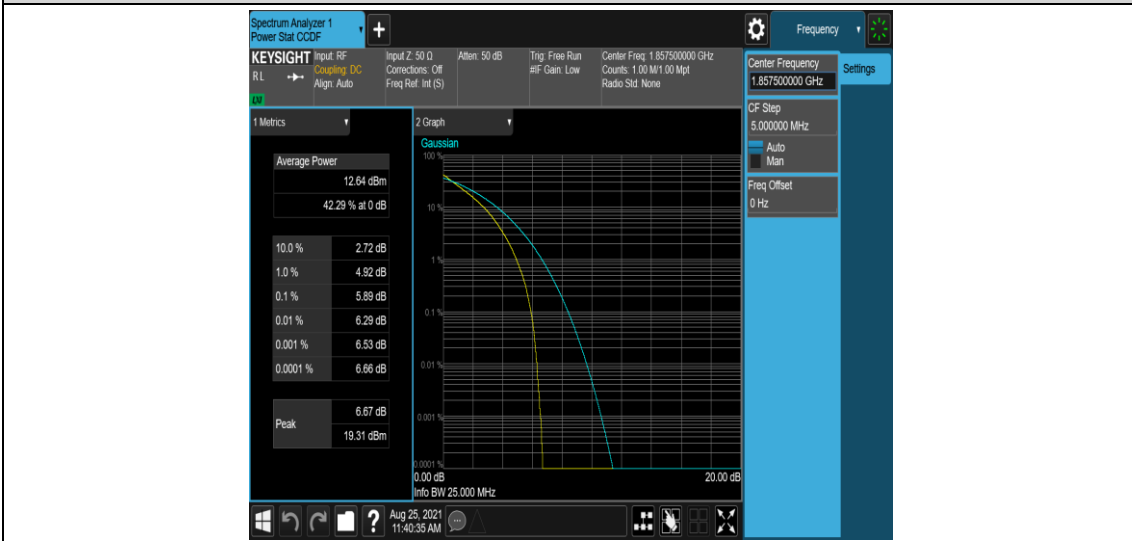 Spectrum Analyzer 1
Power Stat CCDF
+
Frequency
KEYSIGHT
Input: RF
Coupling: DC
Align: Auto
R L
LXI
Input Z: 50 Ω
Corrections: Off
Freq Ref: Int (S)
Atten: 50 dB
Trig: Free Run
#IF Gain: Low
Center Freq: 1.857500000 GHz
Counts: 1.00 M/1.00 Mpt
Radio Std: None
Center Frequency
1.857500000 GHz
Settings
CF Step
5.000000 MHz
Auto
Man
Freq Offset
0 Hz
1 Metrics
Average Power
12.64 dBm
42.29 % at 0 dB
10.0 % 2.72 dB
1.0 % 4.92 dB
0.1 % 5.89 dB
0.01 % 6.29 dB
0.001 % 6.53 dB
0.0001 % 6.66 dB
Peak
6.67 dB
19.31 dBm
2 Graph
Gaussian
100 %
10 %
1 %
0.1 %
0.01 %
0.001 %
0.0001 %
0.00 dB 20.00 dB
Info BW 25.000 MHz
?
Aug 25, 2021
11:40:35 AM